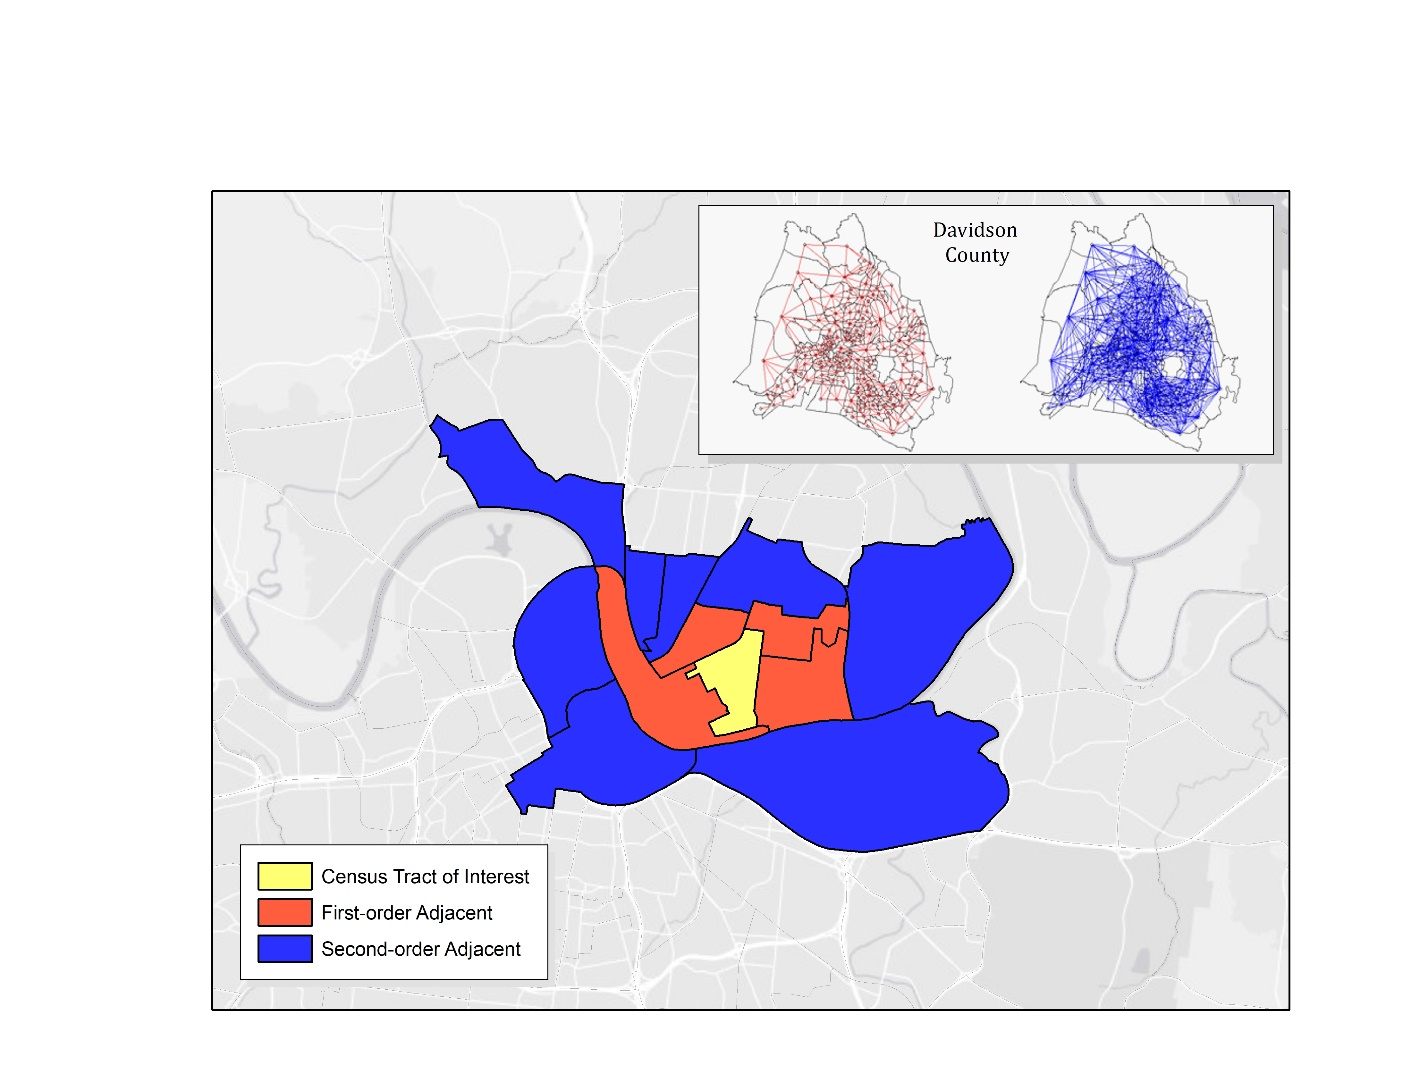 Davidson
County
Census Tract of Interest
First-order Adjacent
Second-order Adjacent